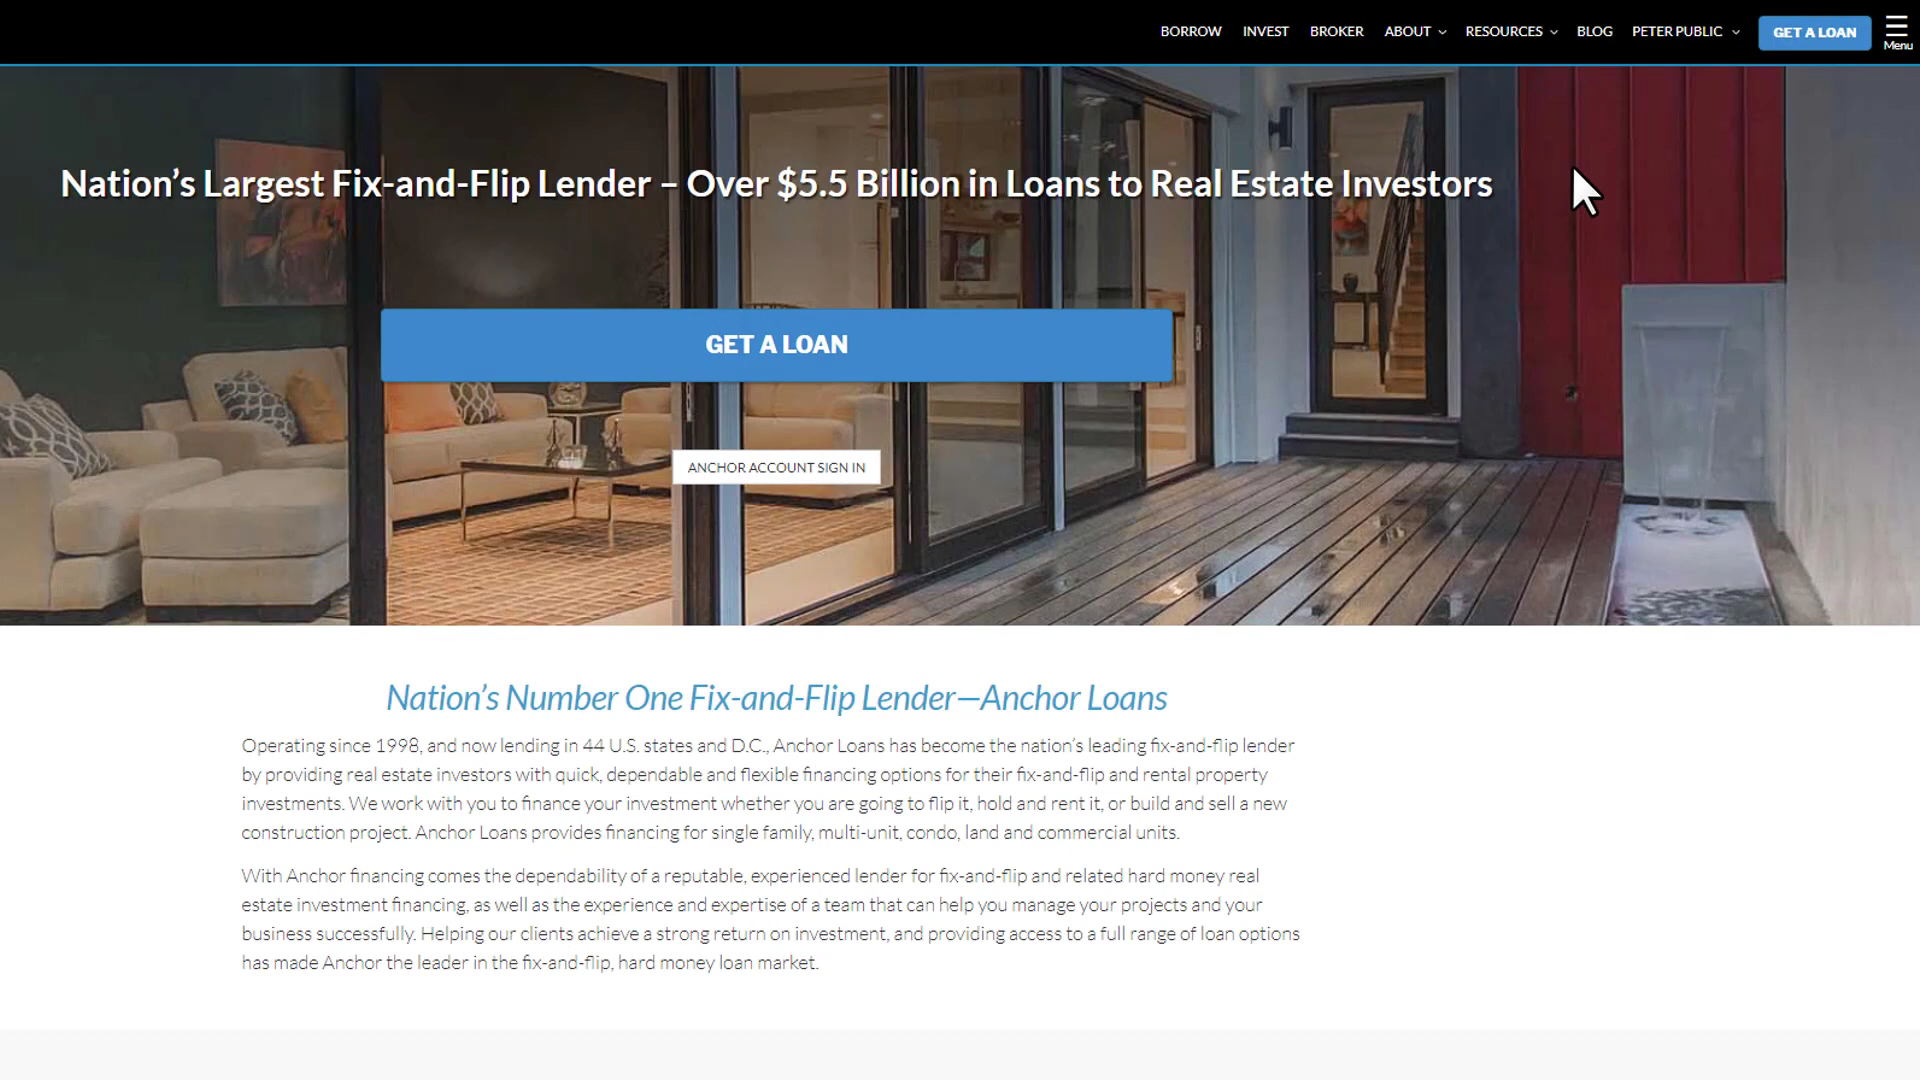 BORROW INVEST BROKER ABOUT RESOURCES BLOG PETER PUBLIC GET A LOAN Menu
Nation's Largest Fix-and-Flip Lender – Over $5.5 Billion in Loans to Real Estate Investors
GET A LOAN
ANCHOR ACCOUNT SIGN IN
Nation's Number One Fix-and-Flip Lender—Anchor Loans
Operating since 1998, and now lending in 44 U.S. states and D.C., Anchor Loans has become the nation's leading fix-and-flip lender
by providing real estate investors with quick, dependable and flexible financing options for their fix-and-flip and rental property
investments. We work with you to finance your investment whether you are going to flip it, hold and rent it, or build and sell a new
construction project. Anchor Loans provides financing for single family, multi-unit, condo, land and commercial units.
With Anchor financing comes the dependability of a reputable, experienced lender for fix-and-flip and related hard money real
estate investment financing, as well as the experience and expertise of a team that can help you manage your projects and your
business successfully. Helping our clients achieve a strong return on investment, and providing access to a full range of loan options
has made Anchor the leader in the fix-and-flip, hard money loan market.